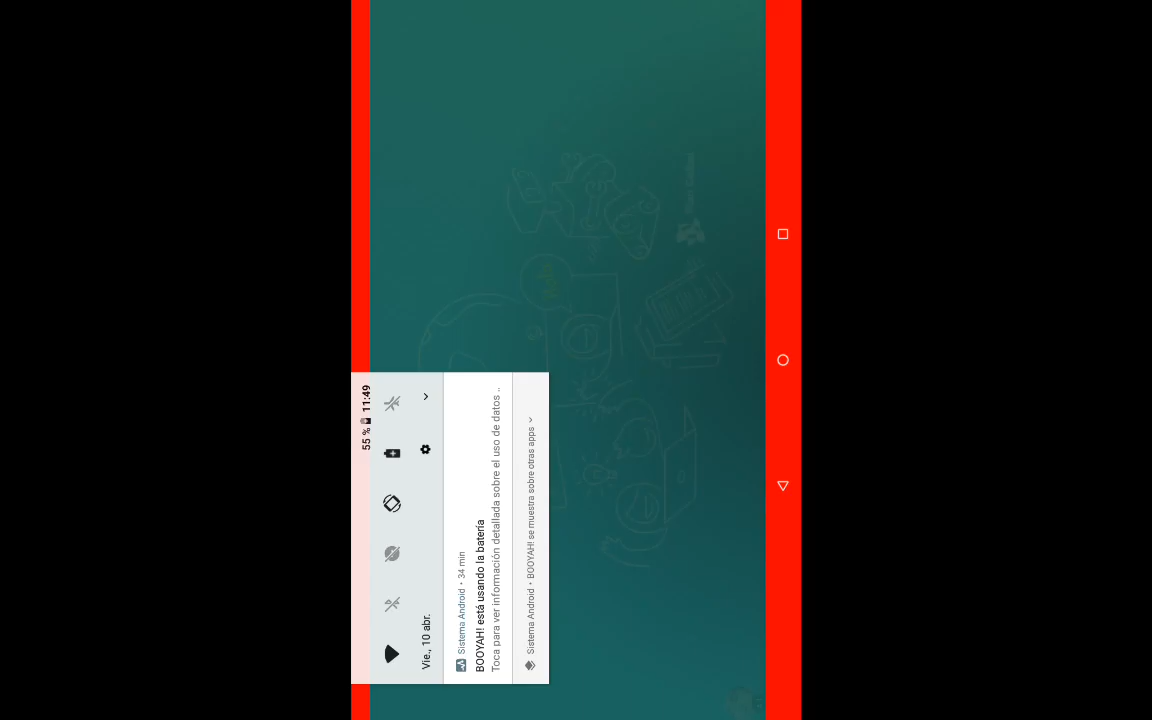 55 % 11:49
Vie., 10 abr.
Sistema Android • 34 min
BOOYAH! está usando la batería
Toca para ver información detallada sobre el uso de datos ..
Sistema Android • BOOYAH! se muestra sobre otras apps